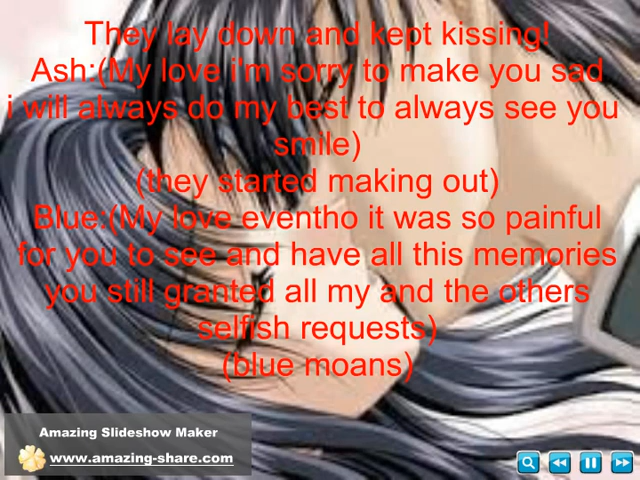 They lay down and kept kissing!
Ash:(My love i'm sorry to make you sad
i will always do my best to always see you
smile)
(they started making out)
Blue:(My love eventho it was so painful
for you to see and have all this memories
you still granted all my and the others
selfish requests)
(blue moans)
Amazing Slideshow Maker
www.amazing-share.com